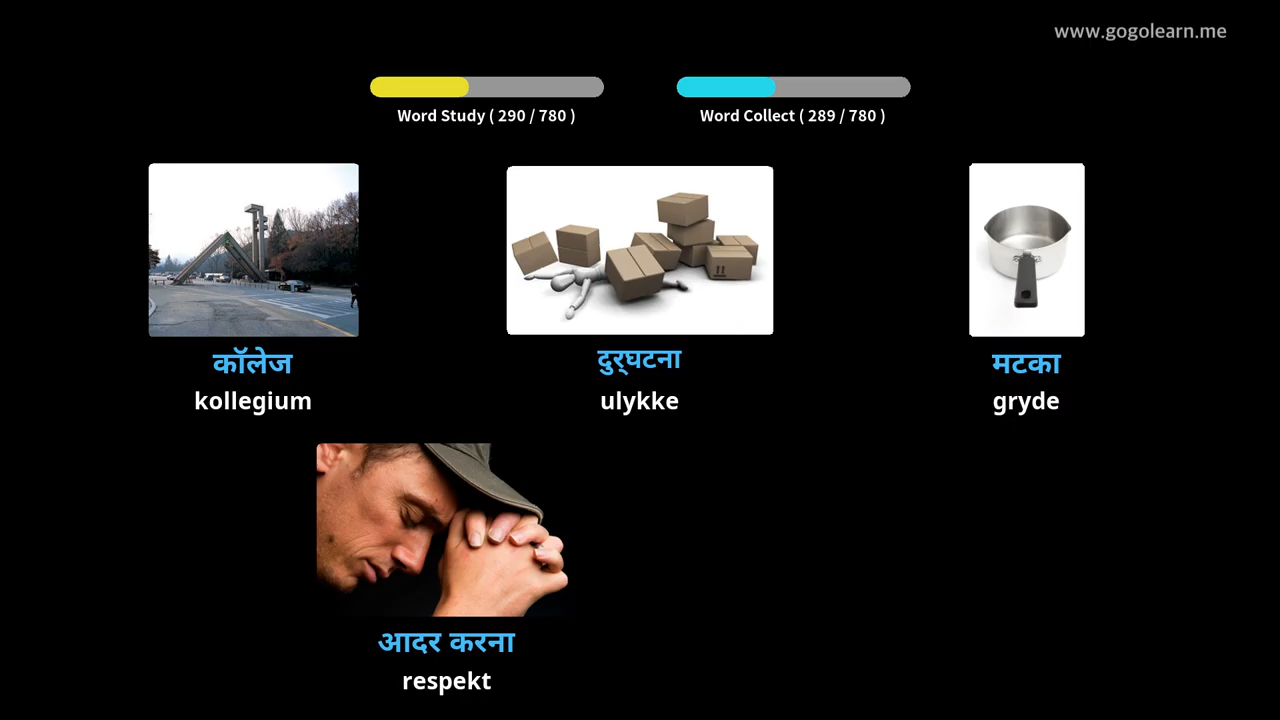 www.gogolearn.me
Word Study ( 290 / 780 )
Word Collect ( 289 / 780 )
कॉलेज
kollegium
दुर्घटना
ulykke
मटका
gryde
आदर करना
respekt